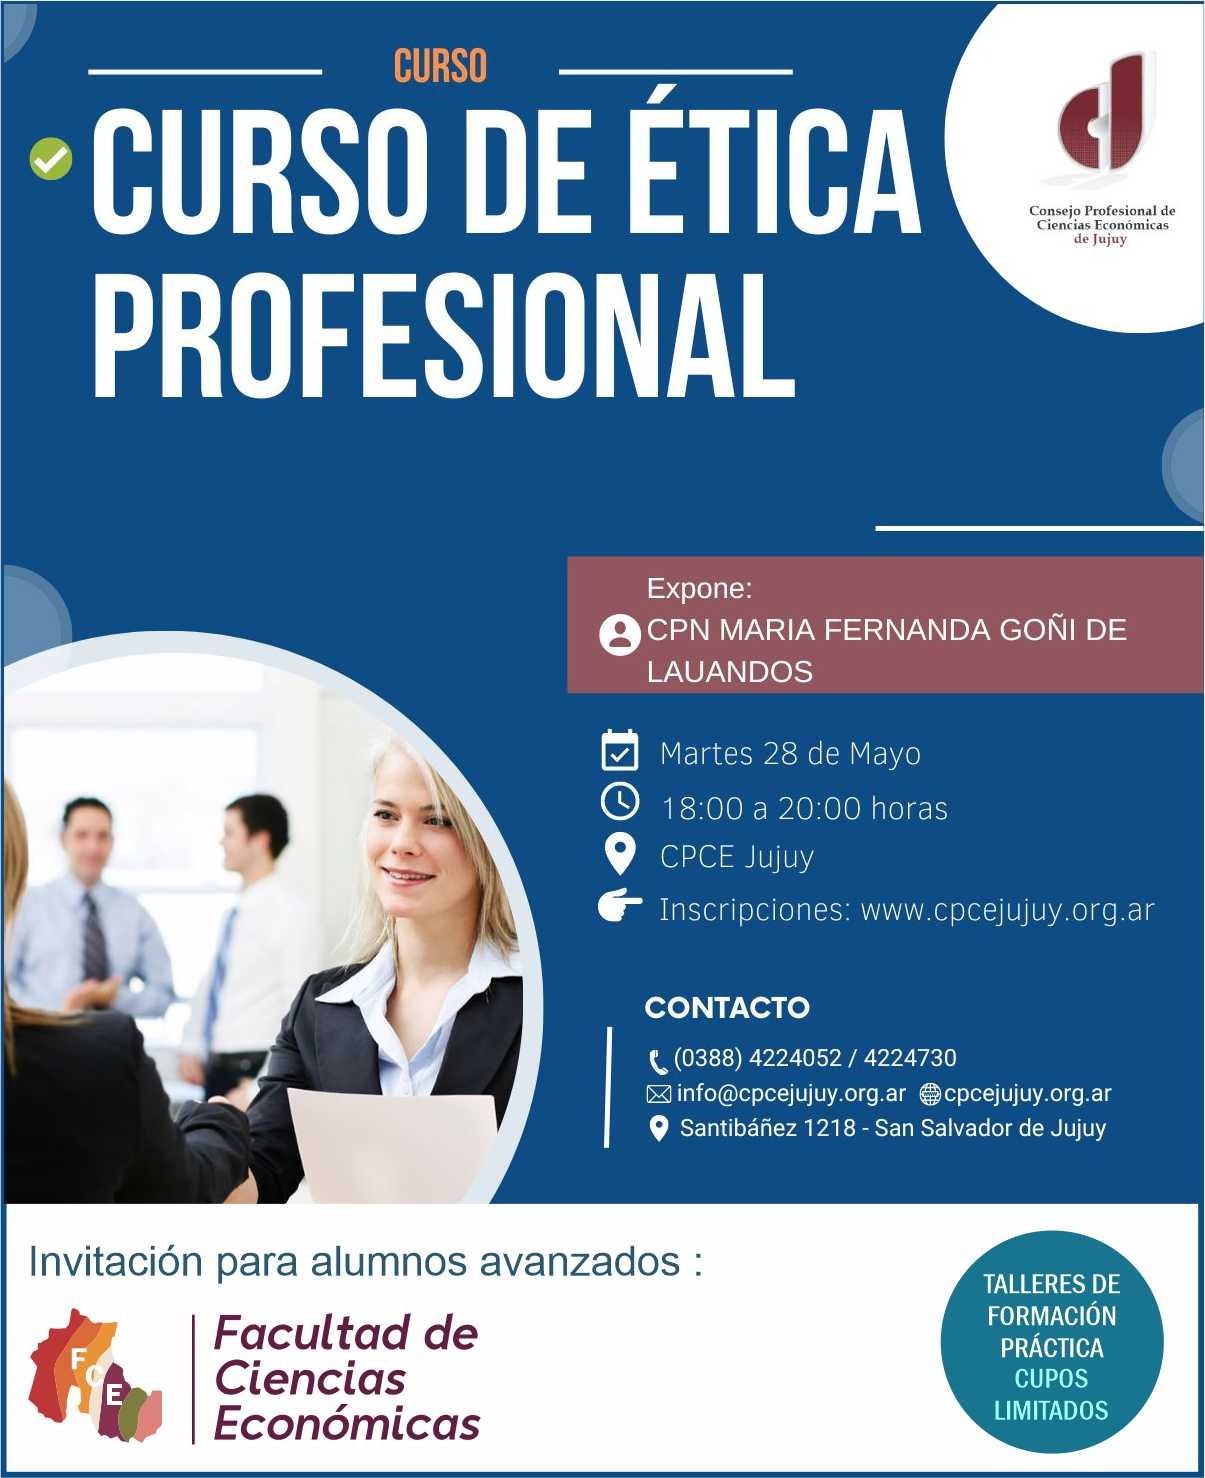 CURSO
CURSO DE ÉTICA
PROFESIONAL
Consejo Profesional de
Ciencias Económicas
de Jujuy
Expone:
CPN MARIA FERNANDA GOÑI DE
LAUANDOS
Martes 28 de Mayo
18:00 a 20:00 horas
CPCE Jujuy
Inscripciones: www.cpcejujuy.org.ar
CONTACTO
(0388) 4224052 / 4224730
info@cpcejujuy.org.ar cpcejujuy.org.ar
Santibáñez 1218 - San Salvador de Jujuy
Invitación para alumnos avanzados :
FCE
Facultad de
Ciencias
Económicas
TALLERES DE
FORMACIÓN
PRÁCTICA
CUPOS
LIMITADOS